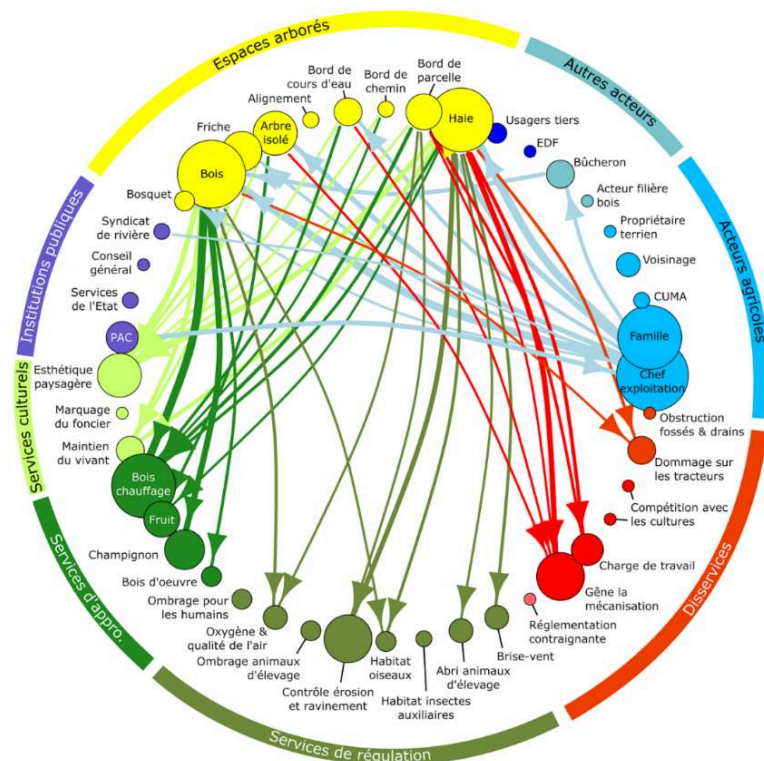 Espaces arborés
Autres acteurs
Acteurs agricoles
Disservices
Services de régulation
Services d'appro.
Services culturels
Institutions publiques
Bord de
cours d'eau
Bord de
chemin
Bord de
parcelle
Alignement
Arbre
isolé
Haie
Friche
Bois
Bosquet
Usagers tiers
EDF
Bûcheron
Acteur filière
bois
Propriétaire
terrien
Voisinage
CUMA
Famille
Chef
exploitation
Obstruction
fossés & drains
Dommage sur
les tracteurs
Compétition avec
les cultures
Charge de travail
Gêne la
mécanisation
Réglementation
contraignante
Brise-vent
Abri animaux
d'élevage
Habitat insectes
auxiliaires
Habitat
oiseaux
Contrôle érosion
et ravinement
Ombrage animaux
d'élevage
Oxygène &
qualité de l'air
Ombrage pour
les humains
Bois d'oeuvre
Champignon
Fruit
Bois
chauffage
Maintien
du vivant
Marquage
du foncier
Esthétique
paysagère
PAC
Services
de l'Etat
Conseil
général
Syndicat
de rivière